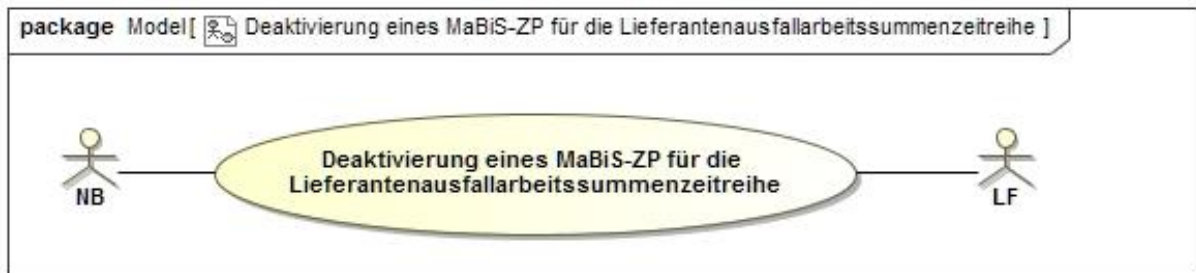 package Model[ Deaktivierung eines MaBiS-ZP für die Lieferantenausfallarbeitssummenzeitreihe ]
Deaktivierung eines MaBiS-ZP für die
Lieferantenausfallarbeitssummenzeitreihe
NB
LF